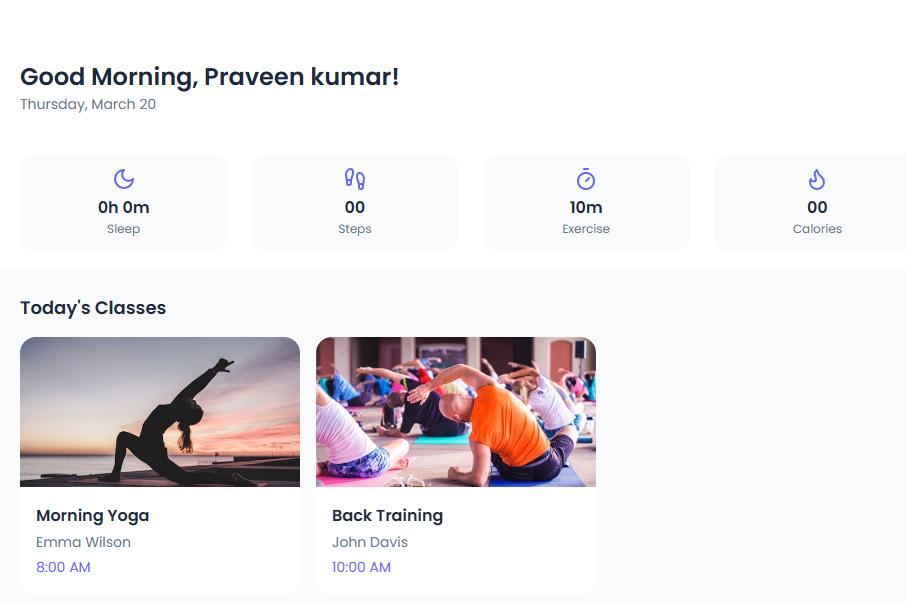 Good Morning, Praveen kumar!
Thursday, March 20
0h 0m
Sleep
00
Steps
10m
Exercise
00
Calories
Today's Classes
Morning Yoga
Emma Wilson
8:00 AM
Back Training
John Davis
10:00 AM